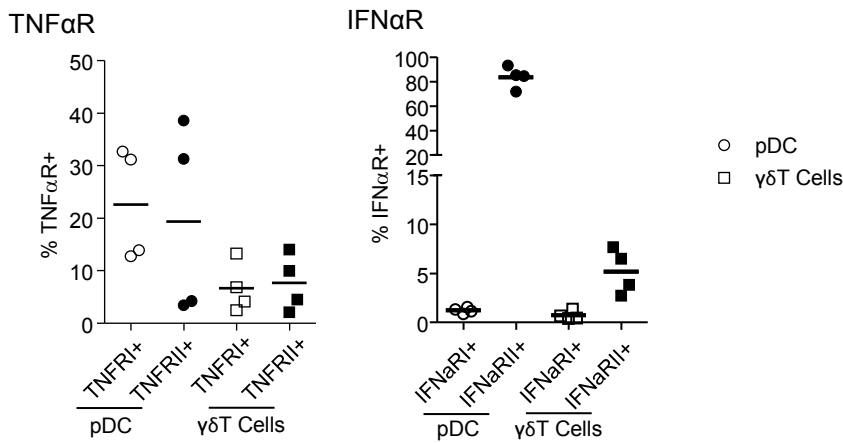 TNFαR
% TNFαR+
50
40
30
20
10
0
TNFRI+
TNFRII+
TNFRI+
TNFRII+
pDC
γδT Cells
IFNαR
% IFNαR+
100
80
60
40
20
10
5
0
IFNaRI+
IFNaRII+
IFNaRI+
IFNaRII+
pDC
γδT Cells
pDC
γδT Cells